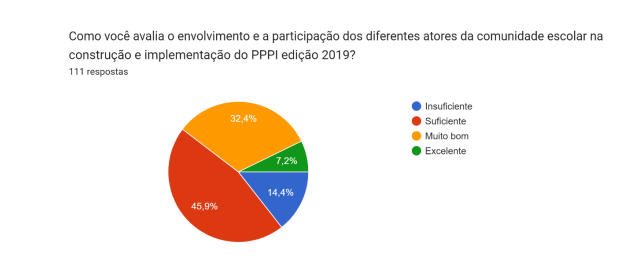 Como você avalia o envolvimento e a participação dos diferentes atores da comunidade escolar na
construção e implementação do PPPI edição 2019?
111 respostas
32,4%
7,2%
14,4%
45,9%
Insuficiente
Suficiente
Muito bom
Excelente